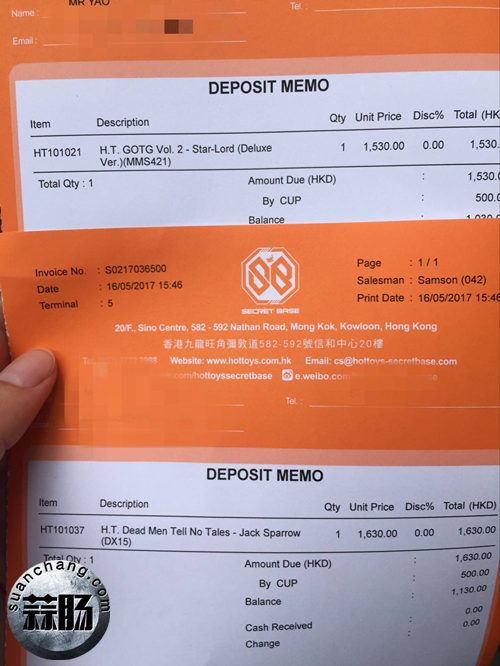 MR YAO
Name :
Tel. :
Email :
DEPOSIT MEMO
Item Description Qty Unit Price Disc% Total (HK
HT101021 H.T. GOTG Vol. 2 - Star-Lord (Deluxe 1 1,530.00 0.00 1,530.
Ver.)(MMS421)
Total Qty : 1 Amount Due (HKD) : 1,530.
By CUP : 500.
Balance : 1,030.
Invoice No. : S0217036500
Date : 16/05/2017 15:46
Terminal : 5
SECRET BASE
Page : 1 / 1
Salesman : Samson (042)
Print Date : 16/05/2017 15:46
20/F., Sino Centre, 582 - 592 Nathan Road, Mong Kok, Kowloon, Hong Kong
香港九龍旺角彌敦道582-592號信和中心20樓
Website: www.hottoys.com.hk Email: cs@hottoys-secretbase.com
.com/hottoyssecretbase e.weibo.com
Tel. :
DEPOSIT MEMO
Item Description Qty Unit Price Disc% Total (HKD)
HT101037 H.T. Dead Men Tell No Tales - Jack Sparrow 1 1,630.00 0.00 1,630.00
(DX15)
Total Qty : 1 Amount Due (HKD) : 1,630.00
By CUP : 500.00
Balance : 1,130.00
Cash Received : 0.00
Change : 0.00
suanchang.com
蒜肠